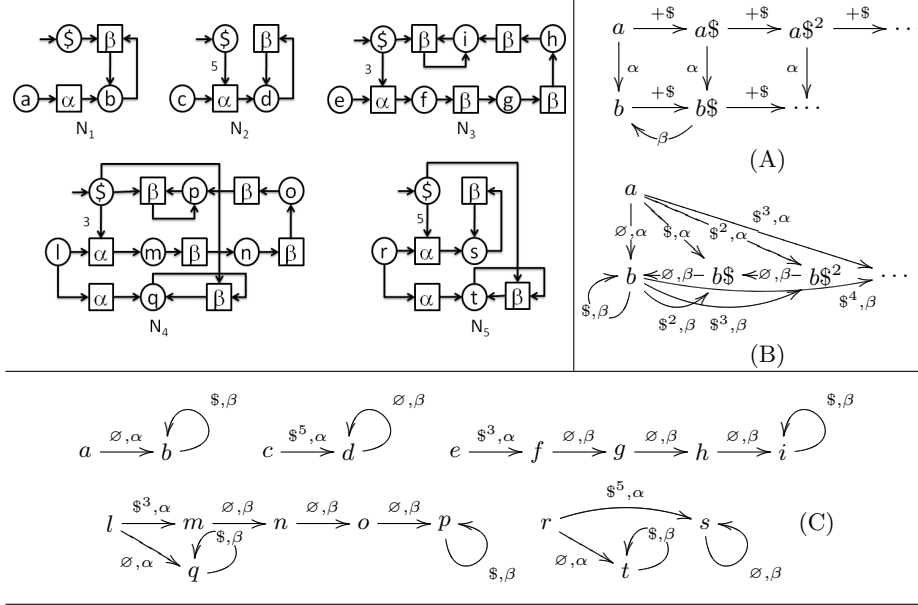 $ β $ β $ β i β h
5 3
a α b c α d e α f β g β
N₁ N₂ N₃
$ β p β o $ β
3 5
l α m β n β r α s
α q β α t β
N₄ N₅
a +$ a$ +$ a$² +$ ⋯
α α α
b +$ b$ +$ ⋯
β
(A)
a
$³,α
∅,α $,α $²,α
b ∅,β b$ ∅,β b$² ⋯
$,β $²,β $³,β $⁴,β
(B)
$,β ∅,β $,β
a ∅,α b c $⁵,α d e $³,α f ∅,β g ∅,β h ∅,β i
l $³,α m ∅,β n ∅,β o ∅,β p r $⁵,α s (C)
∅,α q $,β $,β ∅,α t $,β ∅,β